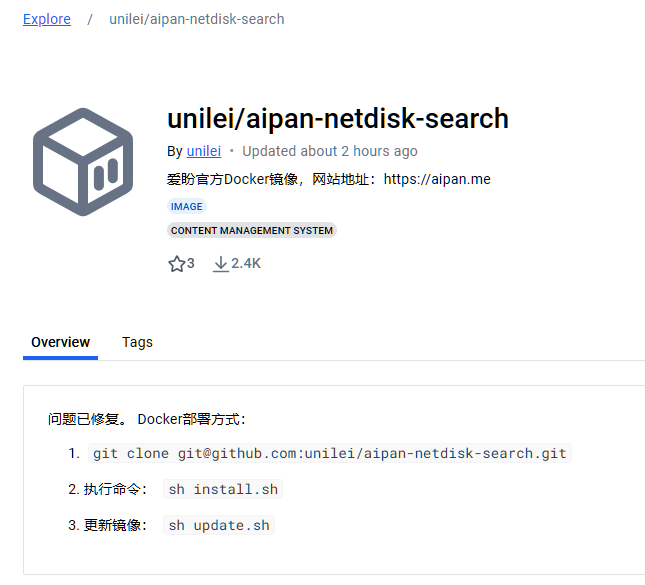 Explore / unilei/aipan-netdisk-search
unilei/aipan-netdisk-search
By unilei • Updated about 2 hours ago
爱盼官方Docker镜像，网站地址：https://aipan.me
IMAGE
CONTENT MANAGEMENT SYSTEM
3 2.4K
Overview Tags
问题已修复。 Docker部署方式：
1. git clone git@github.com:unilei/aipan-netdisk-search.git
2. 执行命令： sh install.sh
3. 更新镜像： sh update.sh